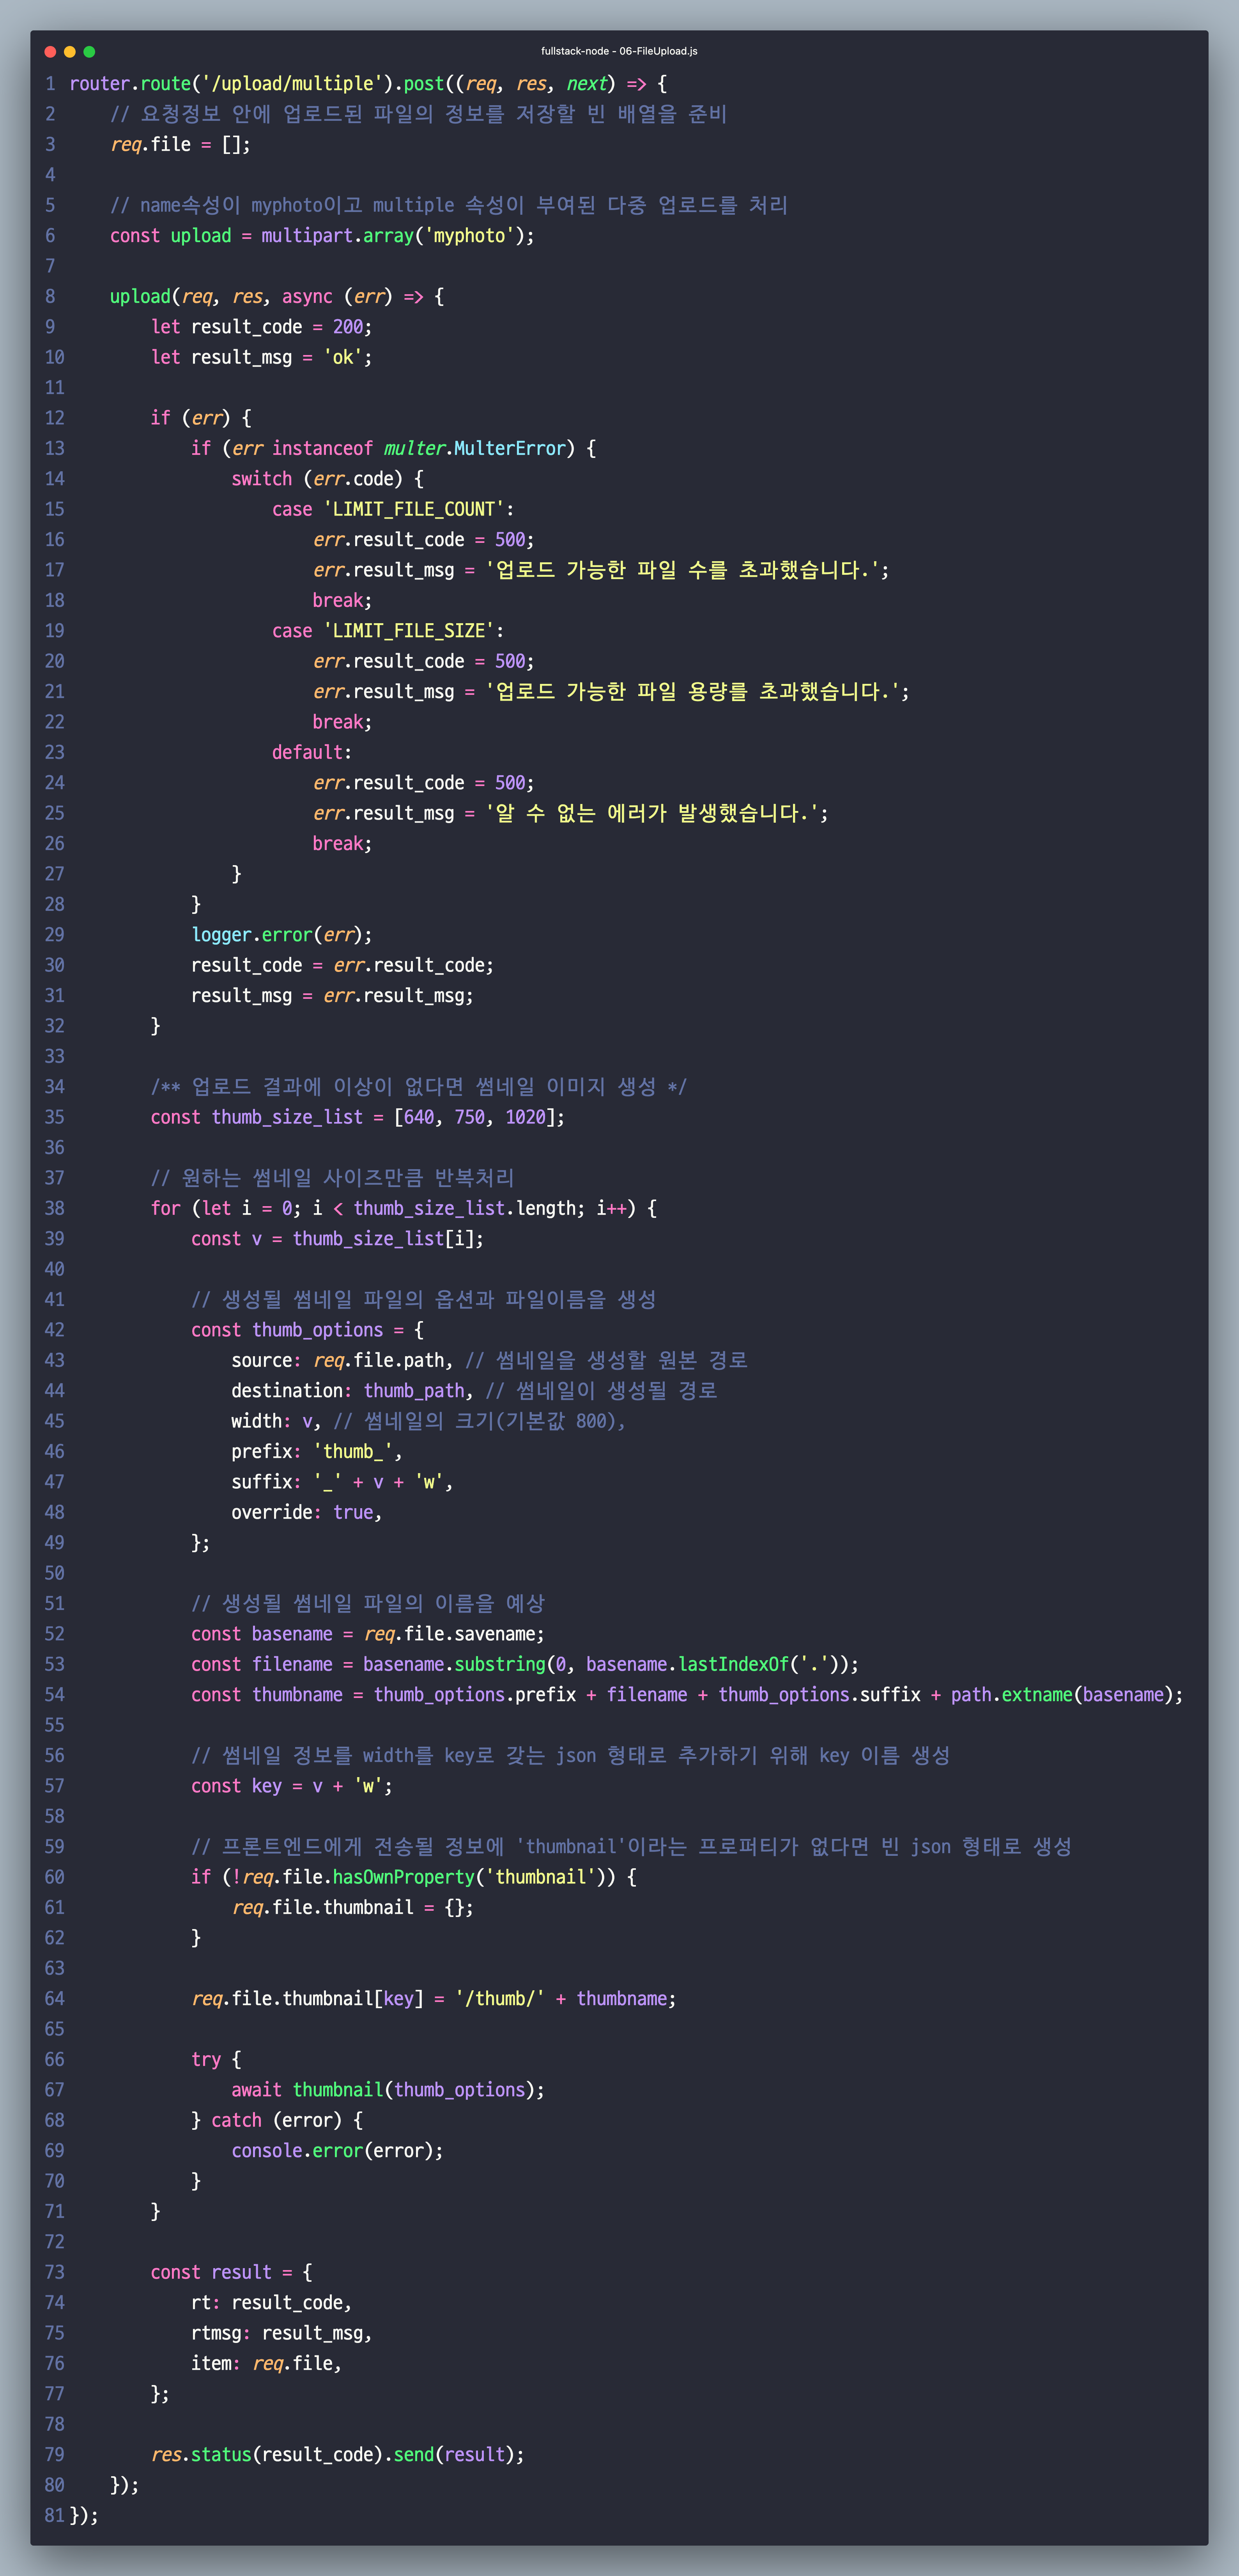 fullstack-node - 06-FileUpload.js
1 router.route('/upload/multiple').post((req, res, next) => {
2     // 요청정보 안에 업로드된 파일의 정보를 저장할 빈 배열을 준비
3     req.file = [];
4
5     // name속성이 myphoto이고 multiple 속성이 부여된 다중 업로드를 처리
6     const upload = multipart.array('myphoto');
7
8     upload(req, res, async (err) => {
9         let result_code = 200;
10         let result_msg = 'ok';
11
12         if (err) {
13             if (err instanceof multer.MulterError) {
14                 switch (err.code) {
15                     case 'LIMIT_FILE_COUNT':
16                         err.result_code = 500;
17                         err.result_msg = '업로드 가능한 파일 수를 초과했습니다.';
18                         break;
19                     case 'LIMIT_FILE_SIZE':
20                         err.result_code = 500;
21                         err.result_msg = '업로드 가능한 파일 용량를 초과했습니다.';
22                         break;
23                     default:
24                         err.result_code = 500;
25                         err.result_msg = '알 수 없는 에러가 발생했습니다.';
26                         break;
27                 }
28             }
29             logger.error(err);
30             result_code = err.result_code;
31             result_msg = err.result_msg;
32         }
33
34         /** 업로드 결과에 이상이 없다면 썸네일 이미지 생성 */
35         const thumb_size_list = [640, 750, 1020];
36
37         // 원하는 썸네일 사이즈만큼 반복처리
38         for (let i = 0; i < thumb_size_list.length; i++) {
39             const v = thumb_size_list[i];
40
41             // 생성될 썸네일 파일의 옵션과 파일이름을 생성
42             const thumb_options = {
43                 source: req.file.path, // 썸네일을 생성할 원본 경로
44                 destination: thumb_path, // 썸네일이 생성될 경로
45                 width: v, // 썸네일의 크기(기본값 800),
46                 prefix: 'thumb_',
47                 suffix: '_' + v + 'w',
48                 override: true,
49             };
50
51             // 생성될 썸네일 파일의 이름을 예상
52             const basename = req.file.savename;
53             const filename = basename.substring(0, basename.lastIndexOf('.'));
54             const thumbname = thumb_options.prefix + filename + thumb_options.suffix + path.extname(basename);
55
56             // 썸네일 정보를 width를 key로 갖는 json 형태로 추가하기 위해 key 이름 생성
57             const key = v + 'w';
58
59             // 프론트엔드에게 전송될 정보에 'thumbnail'이라는 프로퍼티가 없다면 빈 json 형태로 생성
60             if (!req.file.hasOwnProperty('thumbnail')) {
61                 req.file.thumbnail = {};
62             }
63
64             req.file.thumbnail[key] = '/thumb/' + thumbname;
65
66             try {
67                 await thumbnail(thumb_options);
68             } catch (error) {
69                 console.error(error);
70             }
71         }
72
73         const result = {
74             rt: result_code,
75             rtmsg: result_msg,
76             item: req.file,
77         };
78
79         res.status(result_code).send(result);
80     });
81 });